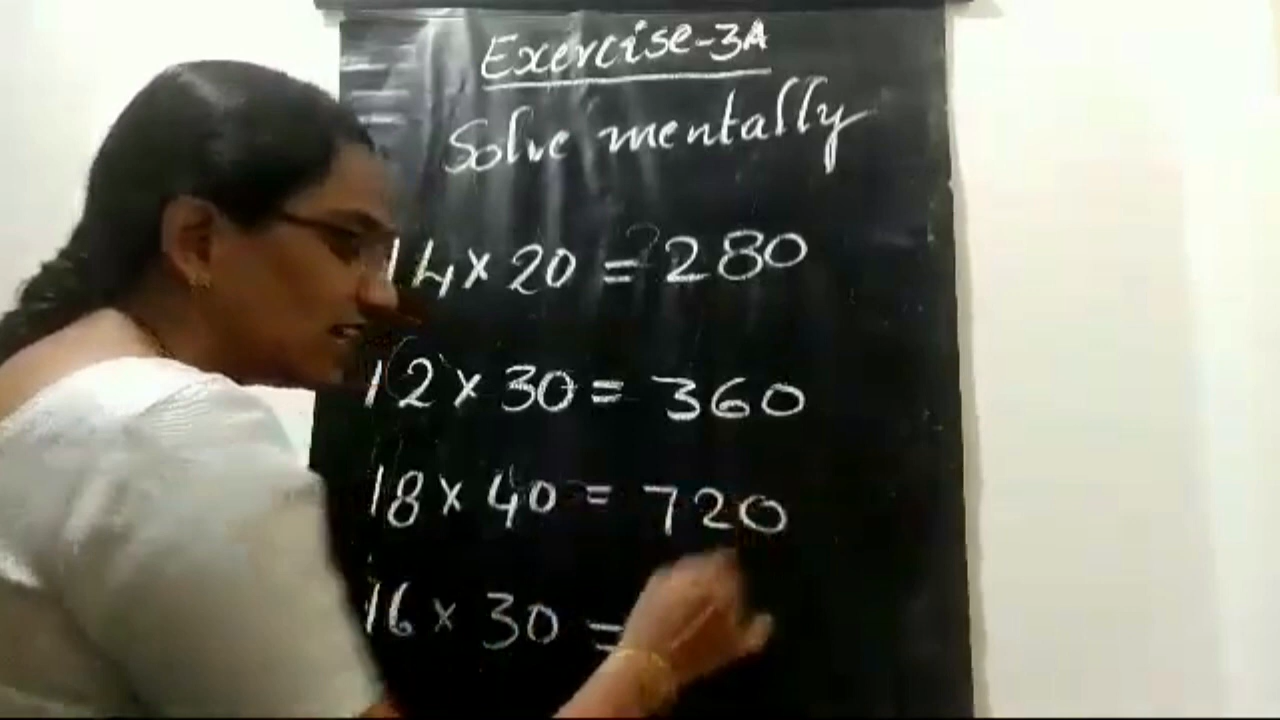 Exercise-3A
Solve mentally
14 × 20 = 280
12 × 30 = 360
18 × 40 = 720
16 × 30 =